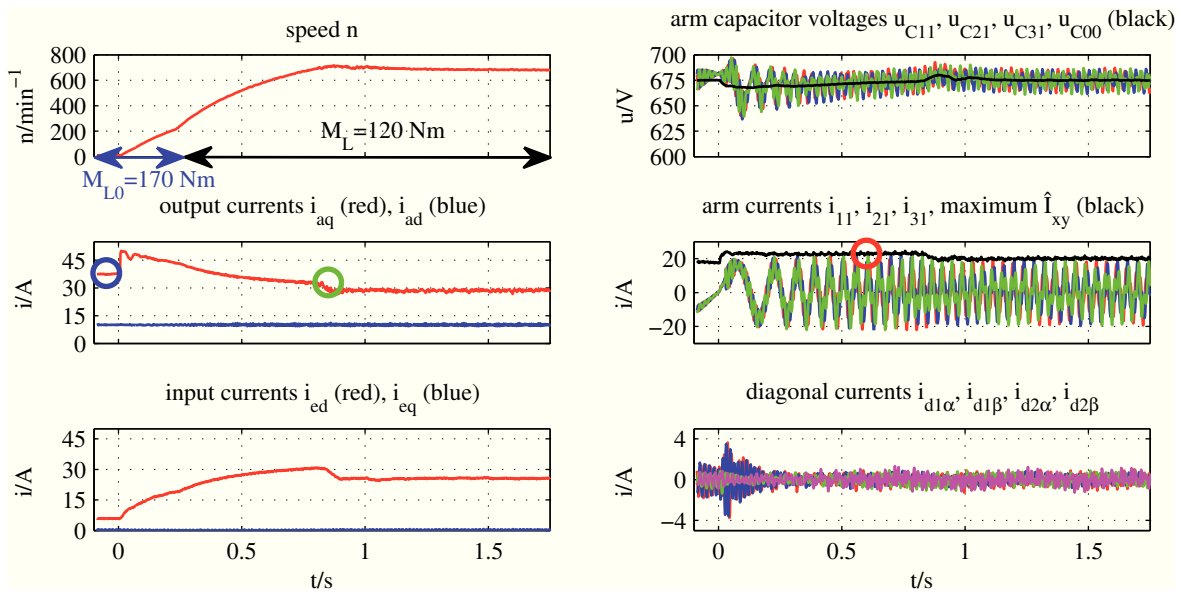 speed n
800
600
400
200
0
n/min⁻¹
M_L=120 Nm
M_L0=170 Nm
output currents i_aq (red), i_ad (blue)
45
30
15
0
i/A
input currents i_ed (red), i_eq (blue)
45
30
15
0
i/A
0 0.5 1 1.5
t/s
arm capacitor voltages u_C11, u_C21, u_C31, u_C00 (black)
700
675
650
625
600
u/V
arm currents i_11, i_21, i_31, maximum Î_xy (black)
20
0
−20
i/A
diagonal currents i_d1α, i_d1β, i_d2α, i_d2β
4
0
−4
i/A
0 0.5 1 1.5
t/s